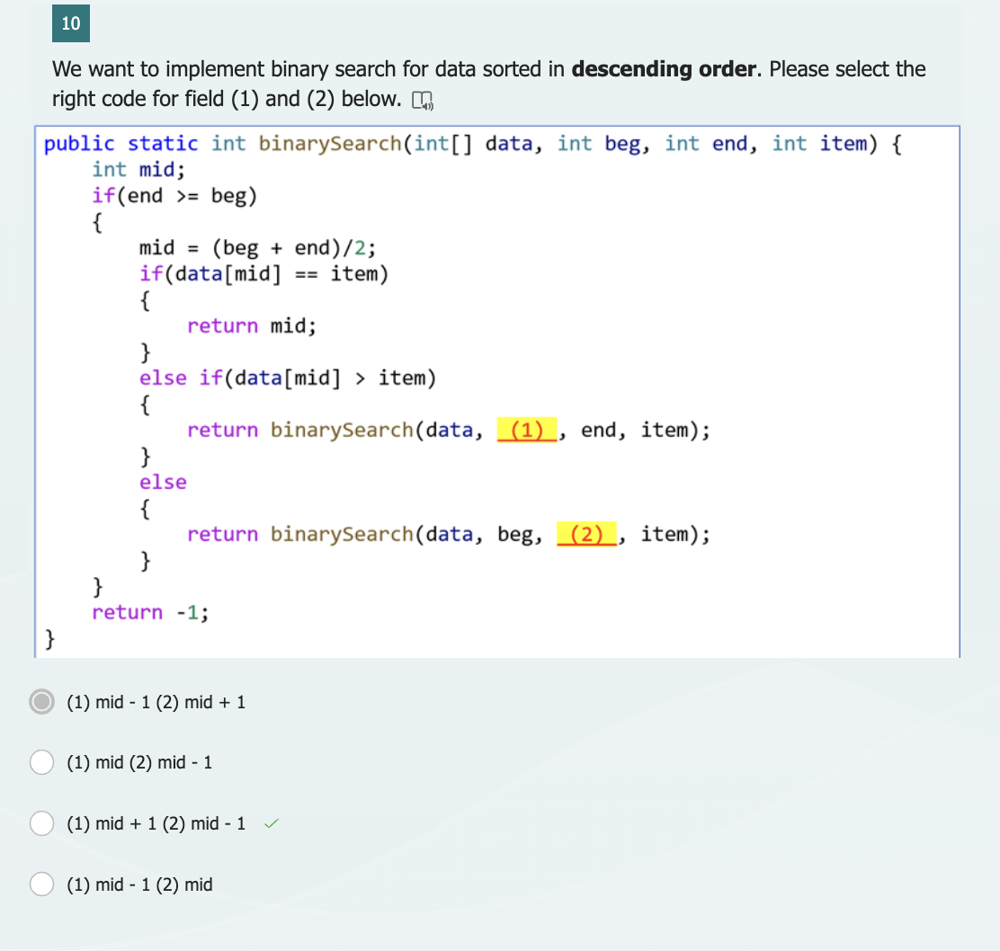 10
We want to implement binary search for data sorted in descending order. Please select the
right code for field (1) and (2) below.
public static int binarySearch(int[] data, int beg, int end, int item) {
    int mid;
    if(end >= beg)
    {
        mid = (beg + end)/2;
        if(data[mid] == item)
        {
            return mid;
        }
        else if(data[mid] > item)
        {
            return binarySearch(data, (1) , end, item);
        }
        else
        {
            return binarySearch(data, beg, (2) , item);
        }
    }
    return -1;
}
(1) mid - 1 (2) mid + 1
(1) mid (2) mid - 1
(1) mid + 1 (2) mid - 1
(1) mid - 1 (2) mid